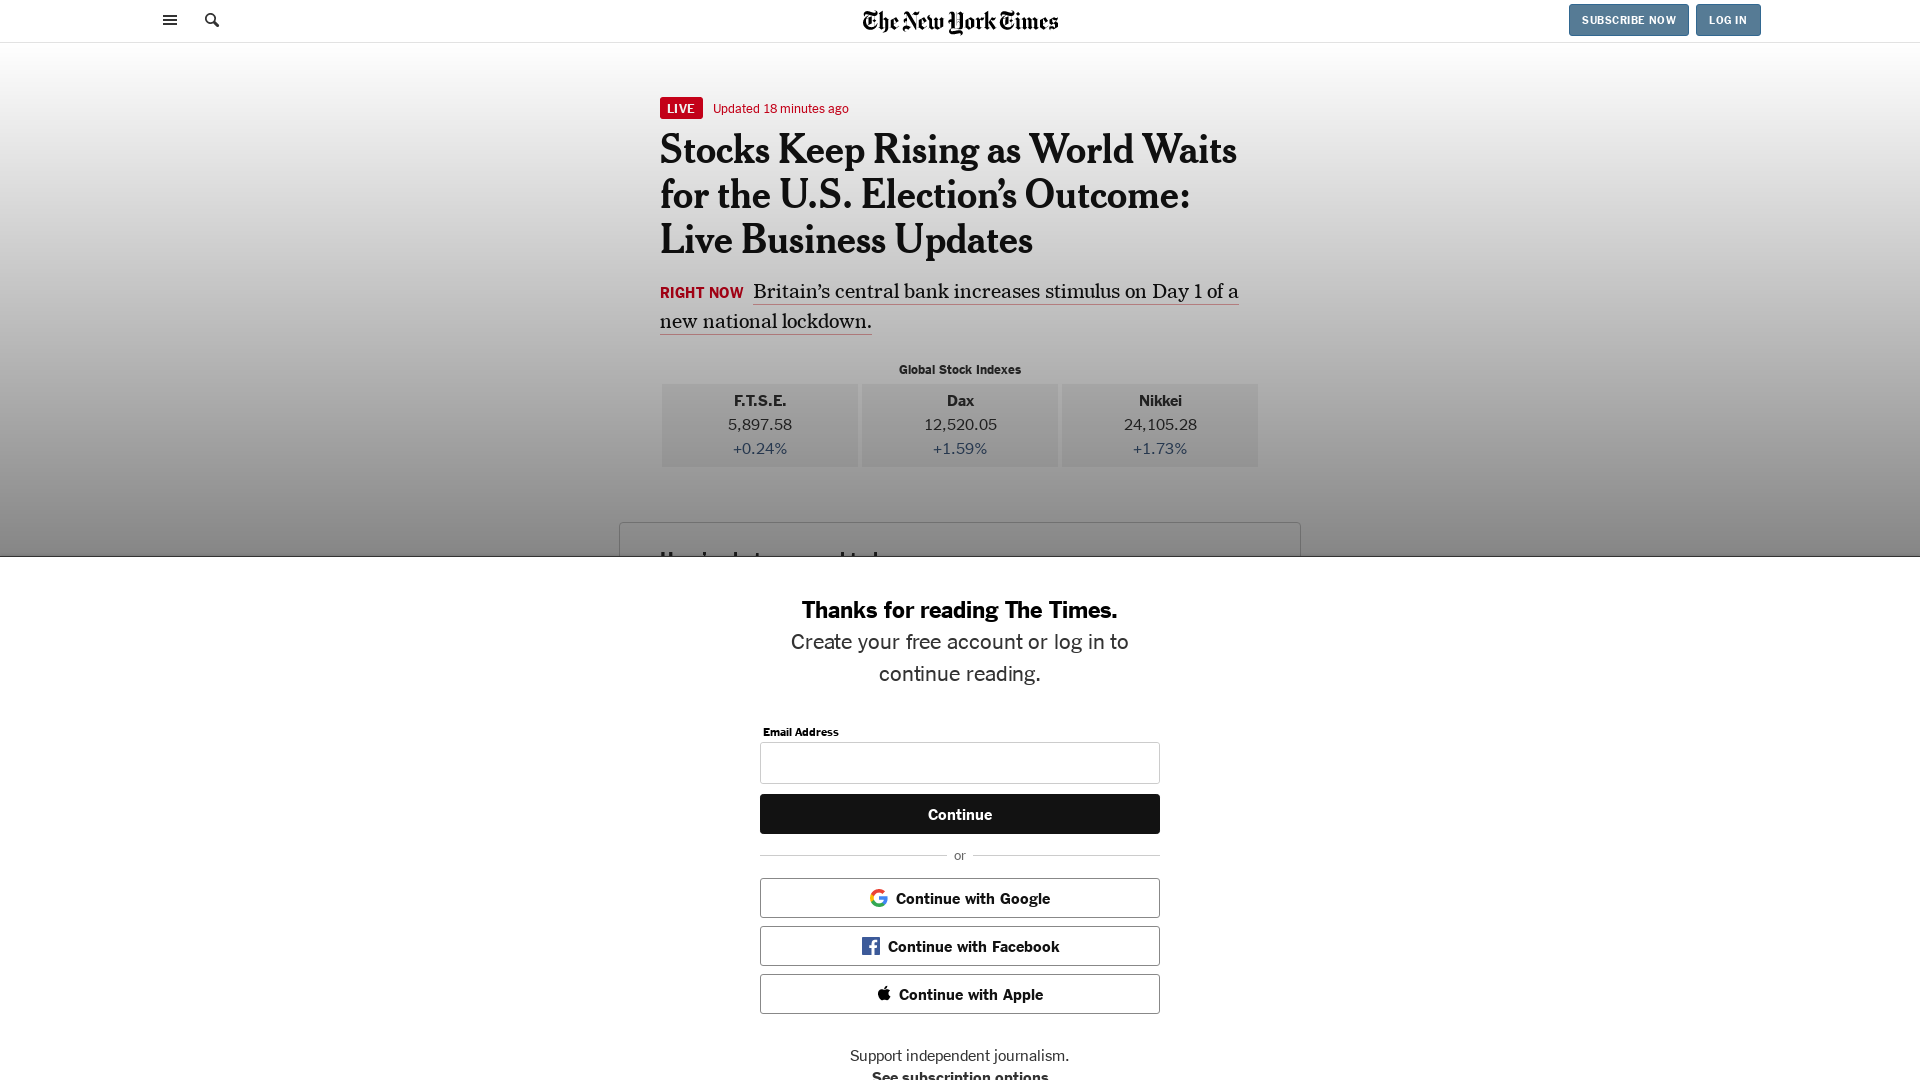 The New York Times
SUBSCRIBE NOW
LOG IN
LIVE
Updated 18 minutes ago
Stocks Keep Rising as World Waits
for the U.S. Election’s Outcome:
Live Business Updates
RIGHT NOW Britain’s central bank increases stimulus on Day 1 of a
new national lockdown.
Global Stock Indexes
F.T.S.E.
5,897.58
+0.24%
Dax
12,520.05
+1.59%
Nikkei
24,105.28
+1.73%
Thanks for reading The Times.
Create your free account or log in to
continue reading.
Email Address
Continue
or
Continue with Google
Continue with Facebook
Continue with Apple
Support independent journalism.
See subscription options